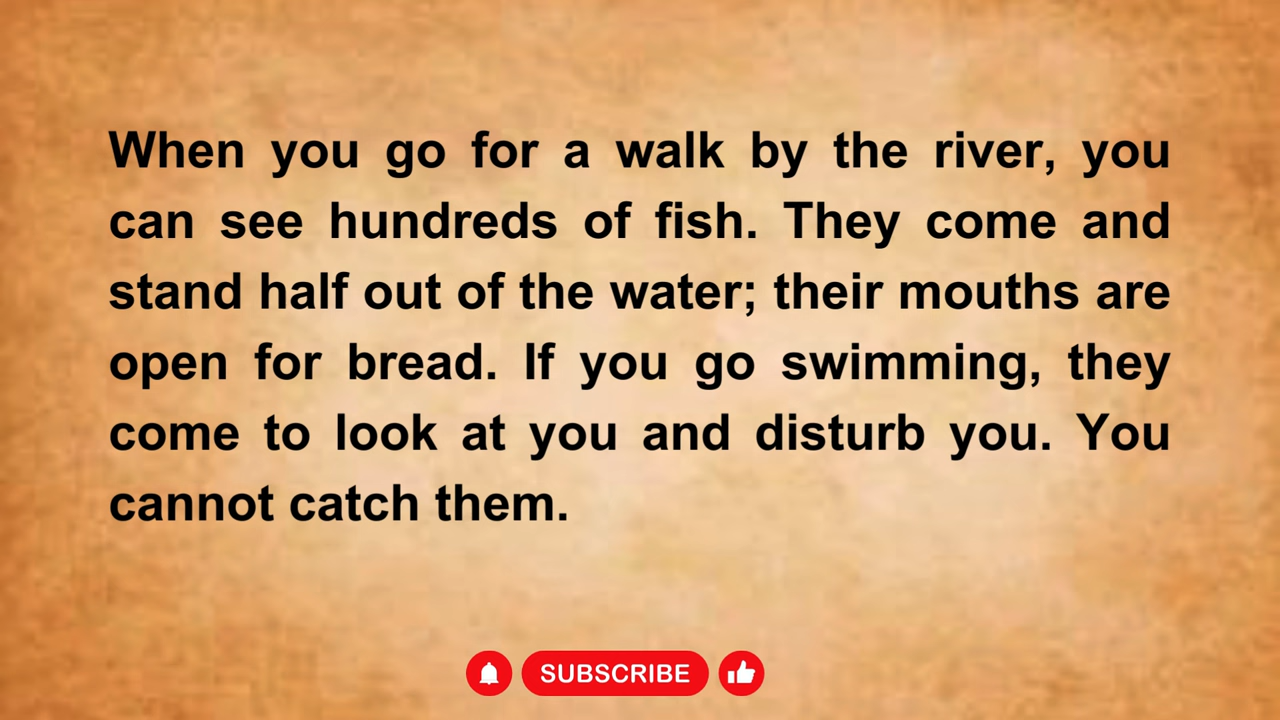 When you go for a walk by the river, you
can see hundreds of fish. They come and
stand half out of the water; their mouths are
open for bread. If you go swimming, they
come to look at you and disturb you. You
cannot catch them.
SUBSCRIBE